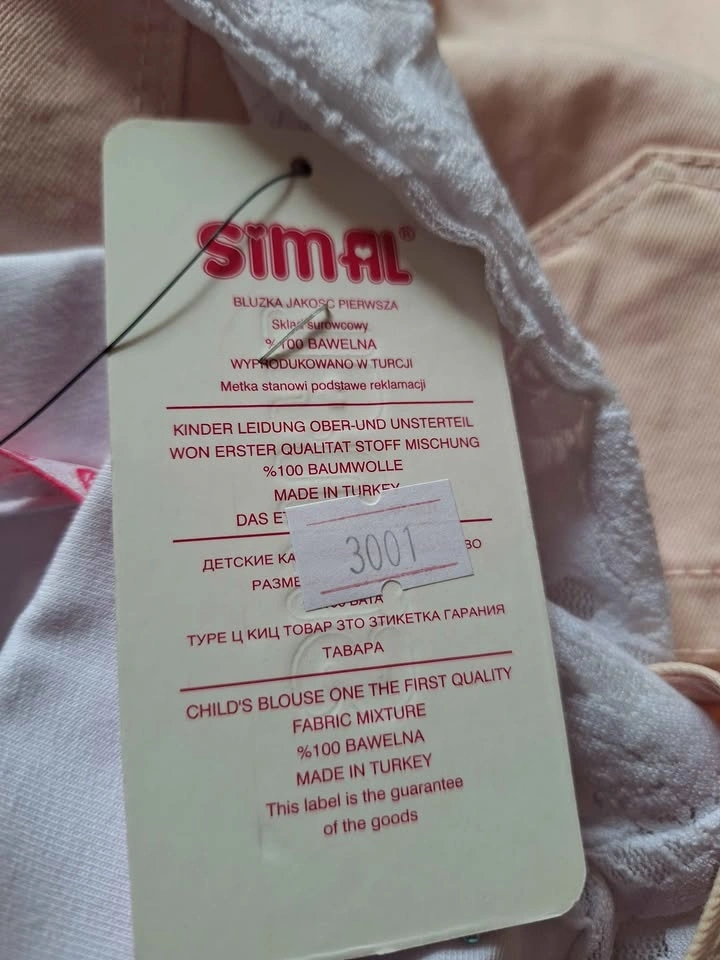 SimAL®
BLUZKA JAKOSC PIERWSZA
Sklad surowcowy
%100 BAWELNA
WYPRODUKOWANO W TURCJI
Metka stanowi podstawe reklamacji
KINDER LEIDUNG OBER-UND UNSTERTEIL
WON ERSTER QUALITAT STOFF MISCHUNG
%100 BAUMWOLLE
MADE IN TURKEY
DAS
3001
ДЕТСКИЕ
ТУРЕ Ц КИЦ ТОВАР ЗТО ЗТИКЕТКА ГАРАНИЯ
ТАВАРА
CHILD'S BLOUSE ONE THE FIRST QUALITY
FABRIC MIXTURE
%100 BAWELNA
MADE IN TURKEY
This label is the guarantee
of the goods